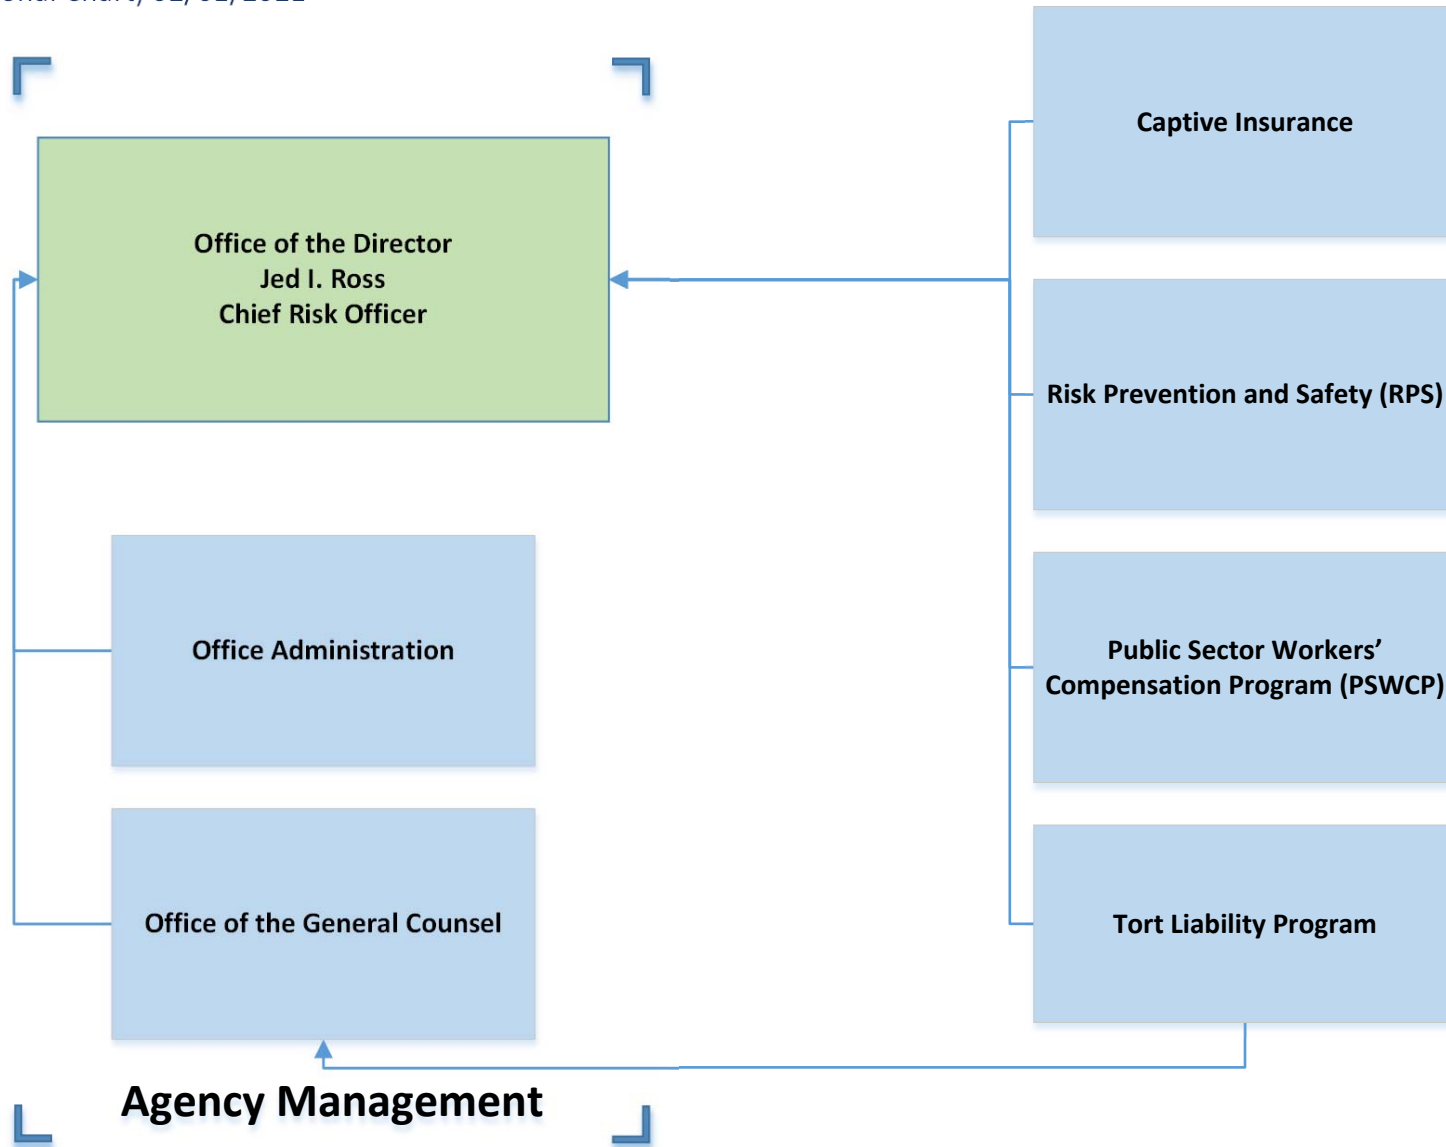 Office of the Director
Jed I. Ross
Chief Risk Officer
Office Administration
Office of the General Counsel
Agency Management
Captive Insurance
Risk Prevention and Safety (RPS)
Public Sector Workers’
Compensation Program (PSWCP)
Tort Liability Program